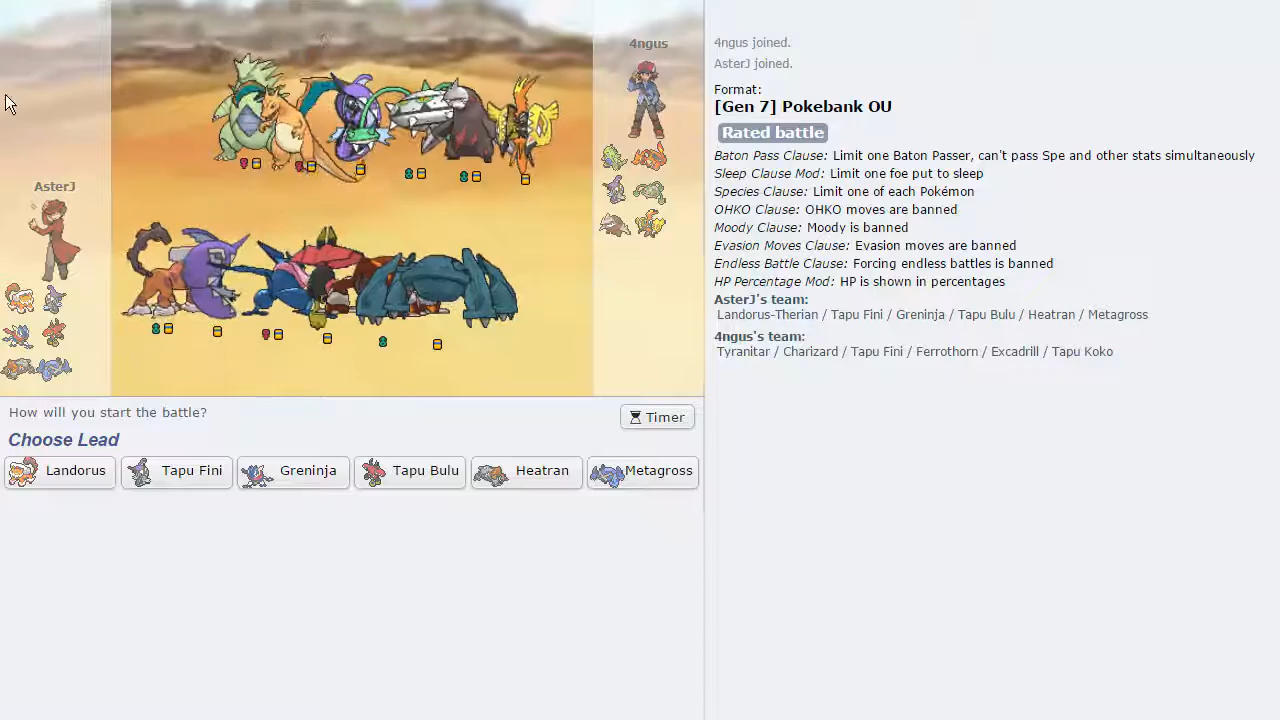 4ngus
AsterJ
How will you start the battle?
Timer
Choose Lead
Landorus
Tapu Fini
Greninja
Tapu Bulu
Heatran
Metagross
4ngus joined.
AsterJ joined.
Format:
[Gen 7] Pokebank OU
Rated battle
Baton Pass Clause: Limit one Baton Passer, can't pass Spe and other stats simultaneously
Sleep Clause Mod: Limit one foe put to sleep
Species Clause: Limit one of each Pokémon
OHKO Clause: OHKO moves are banned
Moody Clause: Moody is banned
Evasion Moves Clause: Evasion moves are banned
Endless Battle Clause: Forcing endless battles is banned
HP Percentage Mod: HP is shown in percentages
AsterJ's team:
Landorus-Therian / Tapu Fini / Greninja / Tapu Bulu / Heatran / Metagross
4ngus's team:
Tyranitar / Charizard / Tapu Fini / Ferrothorn / Excadrill / Tapu Koko